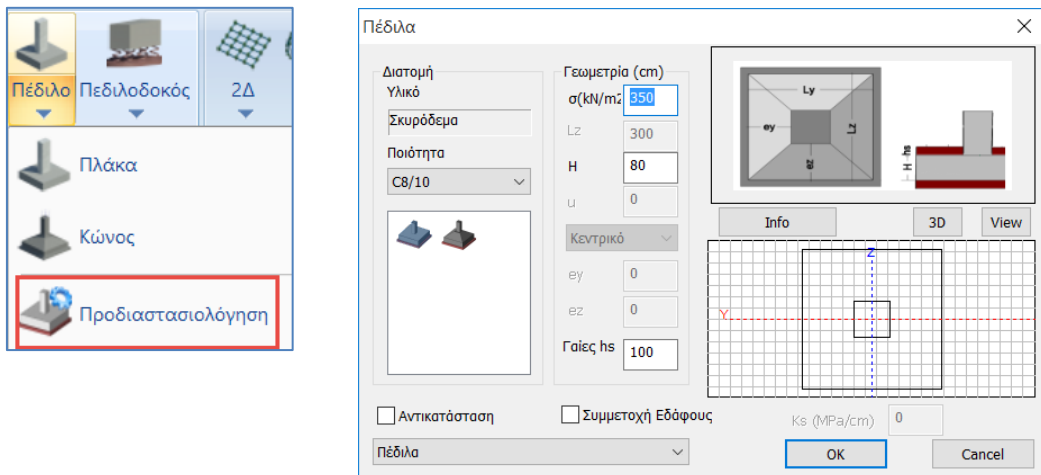 Πέδιλο Πεδιλοδοκός 2Δ
Πλάκα
Κώνος
Προδιαστασιολόγηση
Πέδιλα
Διατομή
Υλικό
Σκυρόδεμα
Ποιότητα
C8/10
Γεωμετρία (cm)
σ(kN/m2 350
Lz 300
H 80
u 0
Κεντρικό
ey 0
ez 0
Γαίες hs 100
Ly
ey
Lz
ez
hs
H
Info 3D View
Z
Y
Αντικατάσταση
Συμμετοχή Εδάφους
Ks (MPa/cm) 0
Πέδιλα
OK Cancel